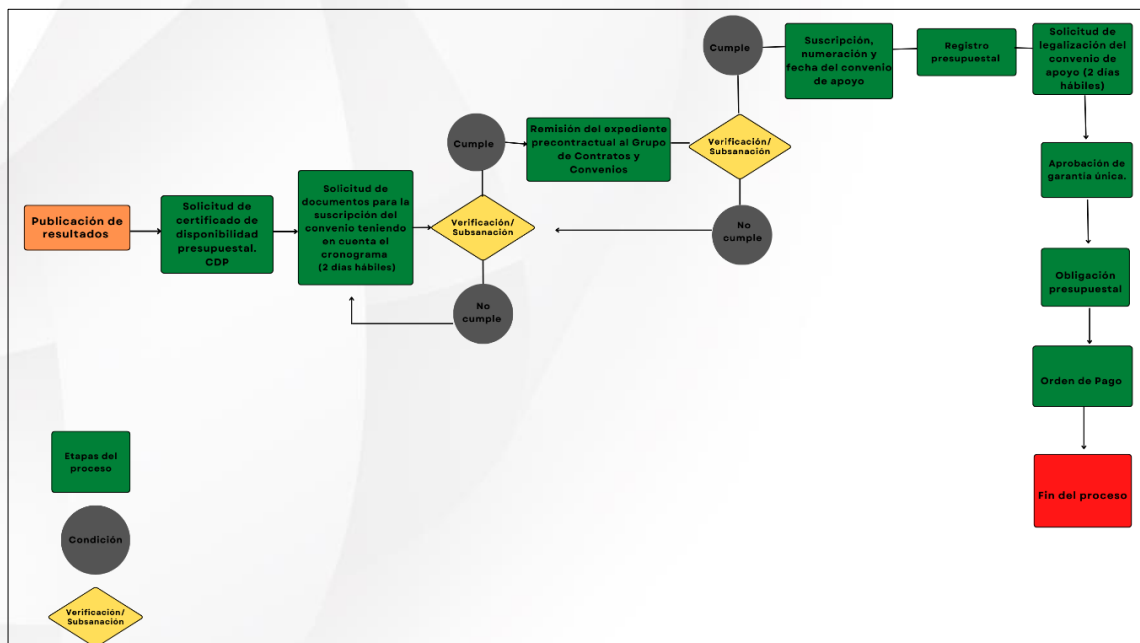 Publicación de
resultados
Solicitud de
certificado de
disponibilidad
presupuestal.
CDP
Solicitud de
documentos para la
suscripción del
convenio teniendo
en cuenta el
cronograma
(2 días hábiles)
Cumple
Verificación/
Subsanación
No
cumple
Remisión del expediente
precontractual al Grupo
de Contratos y
Convenios
Cumple
Verificación/
Subsanación
No
cumple
Suscripción,
numeración y
fecha del convenio
de apoyo
Registro
presupuestal
Solicitud de
legalización del
convenio de
apoyo (2 días
hábiles)
Aprobación de
garantía única.
Obligación
presupuestal
Orden de Pago
Fin del proceso
Etapas del
proceso
Condición
Verificación/
Subsanación